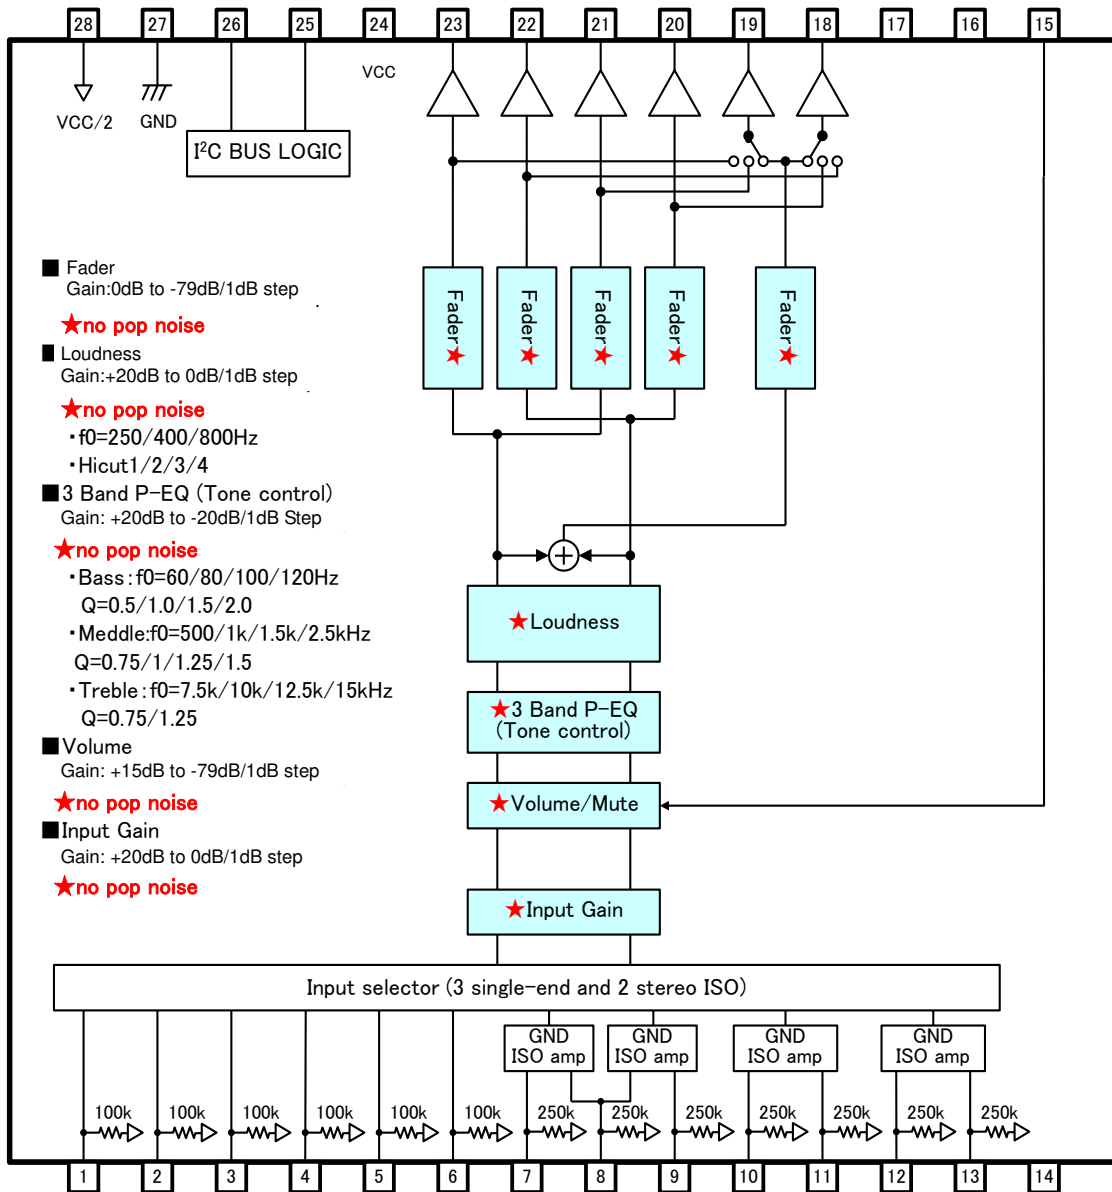 28 27 26 25 24 23 22 21 20 19 18 17 16 15
VCC
VCC/2 GND
I²C BUS LOGIC
■ Fader
Gain:0dB to -79dB/1dB step
★no pop noise
■ Loudness
Gain:+20dB to 0dB/1dB step
★no pop noise
・f0=250/400/800Hz
・Hicut1/2/3/4
■3 Band P-EQ (Tone control)
Gain: +20dB to -20dB/1dB Step
★no pop noise
・Bass:f0=60/80/100/120Hz
Q=0.5/1.0/1.5/2.0
・Meddle:f0=500/1k/1.5k/2.5kHz
Q=0.75/1/1.25/1.5
・Treble:f0=7.5k/10k/12.5k/15kHz
Q=0.75/1.25
■Volume
Gain: +15dB to -79dB/1dB step
★no pop noise
■Input Gain
Gain: +20dB to 0dB/1dB step
★no pop noise
Fader★ Fader★ Fader★ Fader★ Fader★
★Loudness
★3 Band P-EQ
(Tone control)
★Volume/Mute
★Input Gain
Input selector (3 single-end and 2 stereo ISO)
GND GND GND GND
ISO amp ISO amp ISO amp ISO amp
100k 100k 100k 100k 100k 100k 250k 250k 250k 250k 250k 250k 250k
1 2 3 4 5 6 7 8 9 10 11 12 13 14